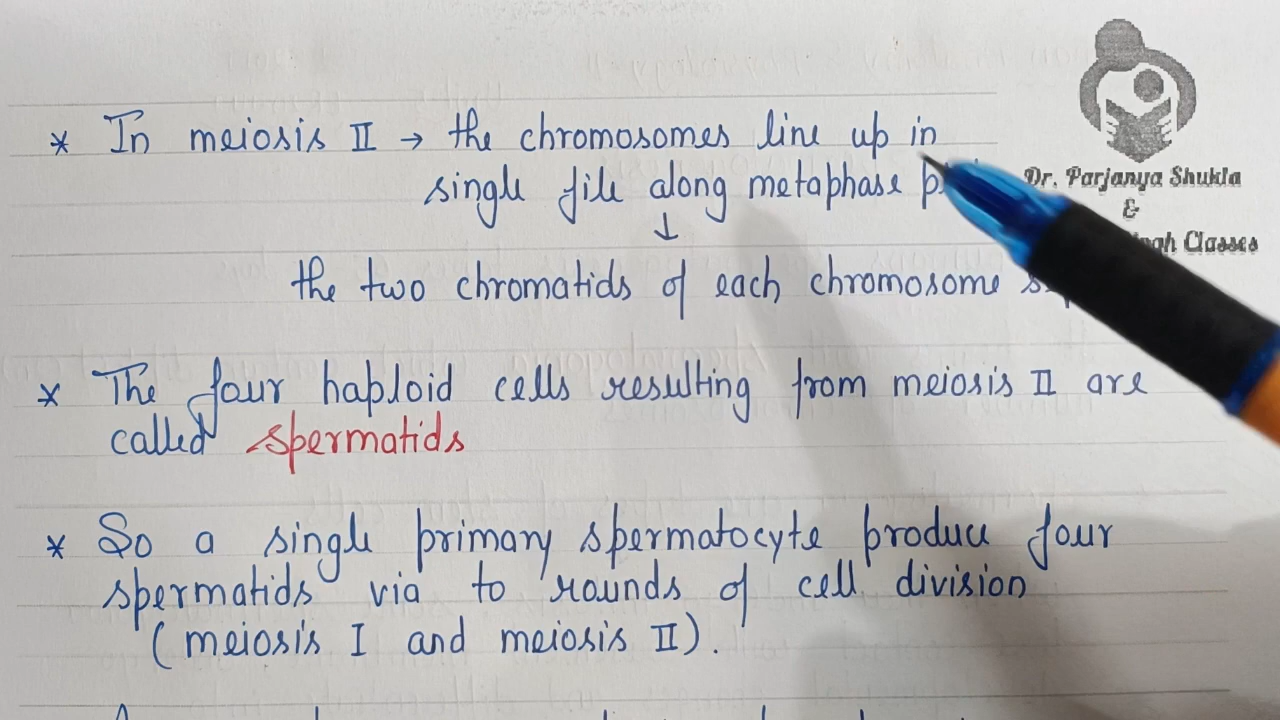 * In meiosis II → the chromosomes line up in
single file along metaphase
↓
the two chromatids of each chromosome
* The four haploid cells resulting from meiosis II are
called spermatids
* So a single primary spermatocyte produce four
spermatids via to rounds of cell division
(meiosis I and meiosis II).
Dr. Parjanya Shukla
&
Classes